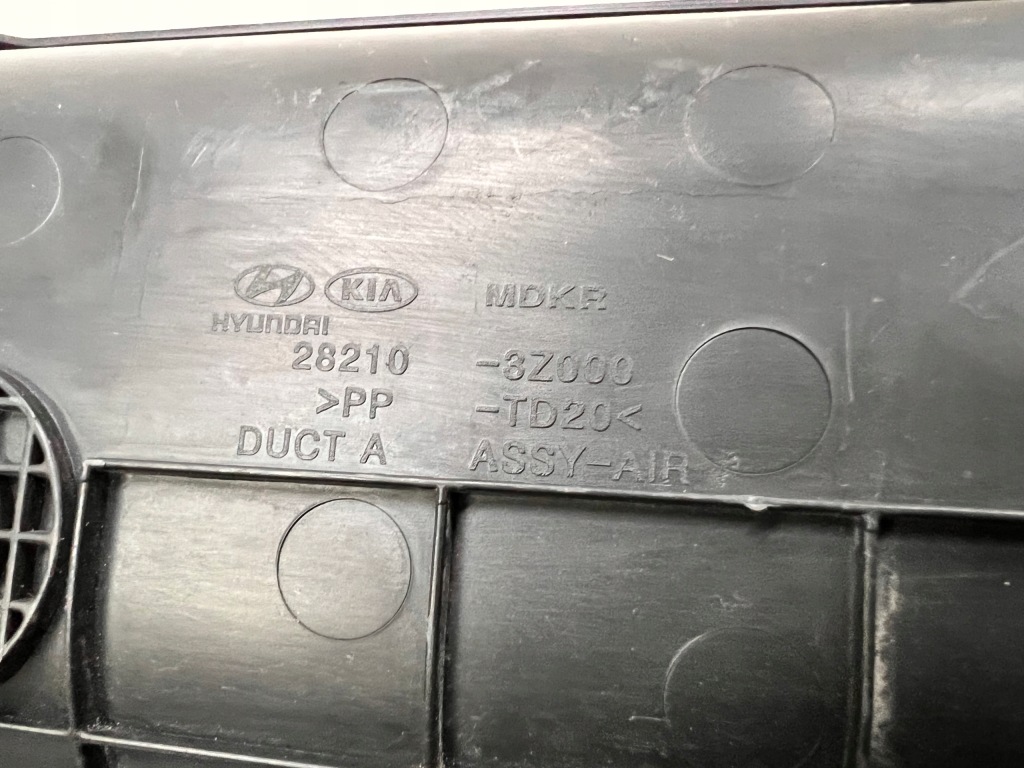 KIA MDKR
HYUNDAI
28210 -3Z000
>PP -TD20<
DUCT A ASSY-AIR